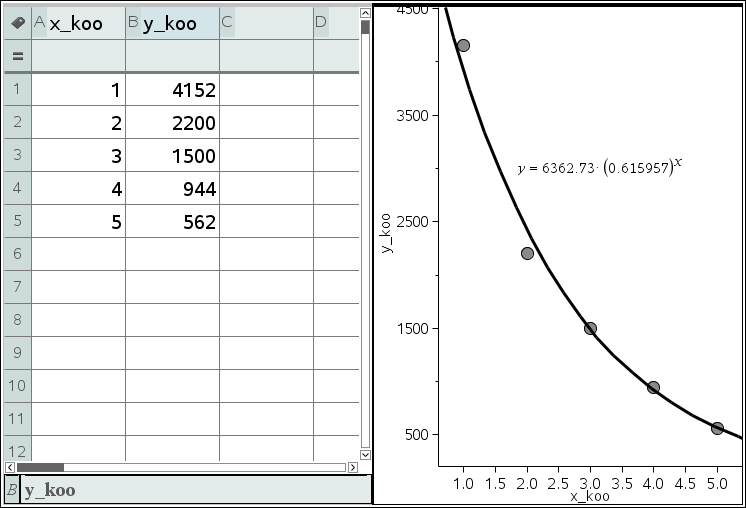 A x_koo B y_koo C D
=
1 1 4152
2 2 2200
3 3 1500
4 4 944
5 5 562
6
7
8
9
10
11
12
B y_koo
4500
3500
y = 6362.73· (0.615957)^x
y_koo
2500
1500
500
1.0 1.5 2.0 2.5 3.0 3.5 4.0 4.5 5.0
x_koo